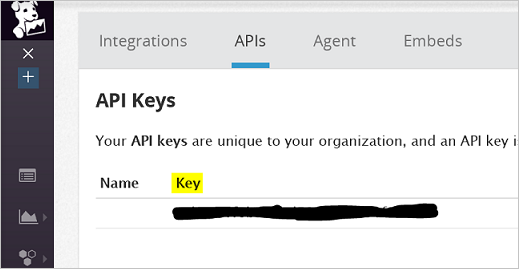 Integrations APIs Agent Embeds
API Keys
Your API keys are unique to your organization, and an API key is
Name Key